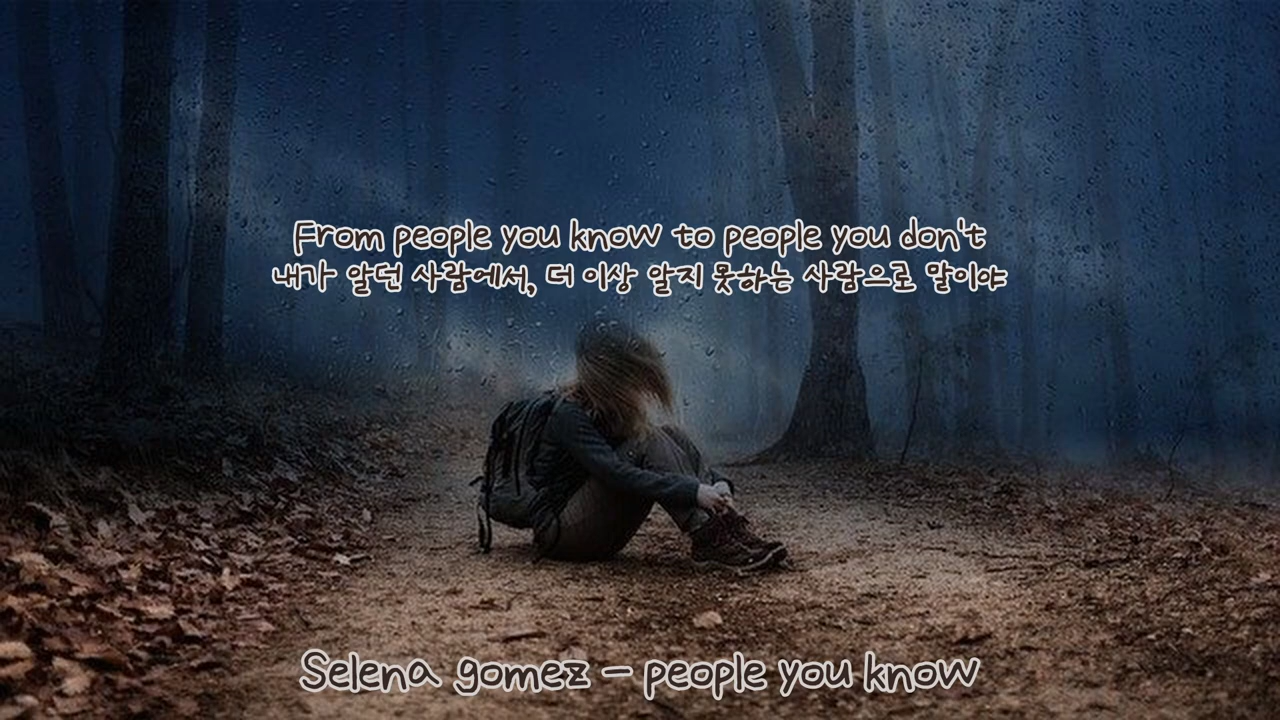 From people you know to people you don't
내가 알던 사람에서, 더 이상 알지 못하는 사람으로 말이야
Selena gomez - people you know